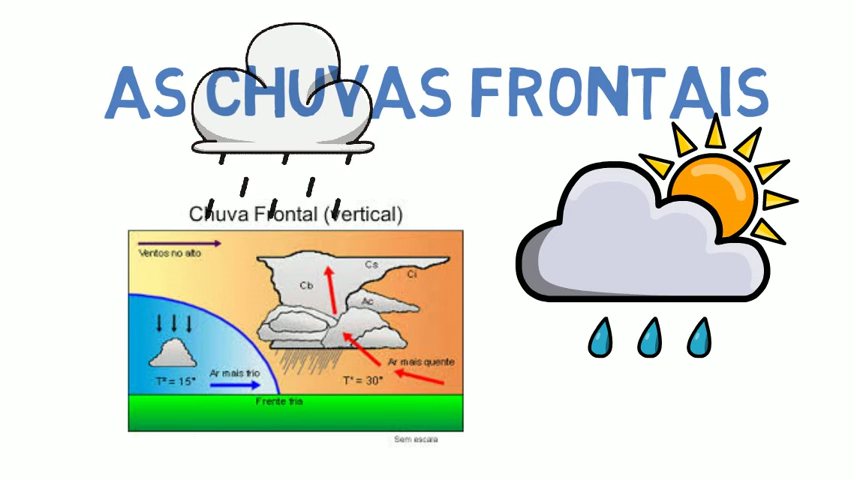 AS CHUVAS FRONTAIS
Chuva Frontal (Vertical)
Ventos no alto
Cs
Ci
Cb
Ac
Ar mais quente
Ar mais frio
T° = 15°
T° = 30°
Frente fria
Sem escara